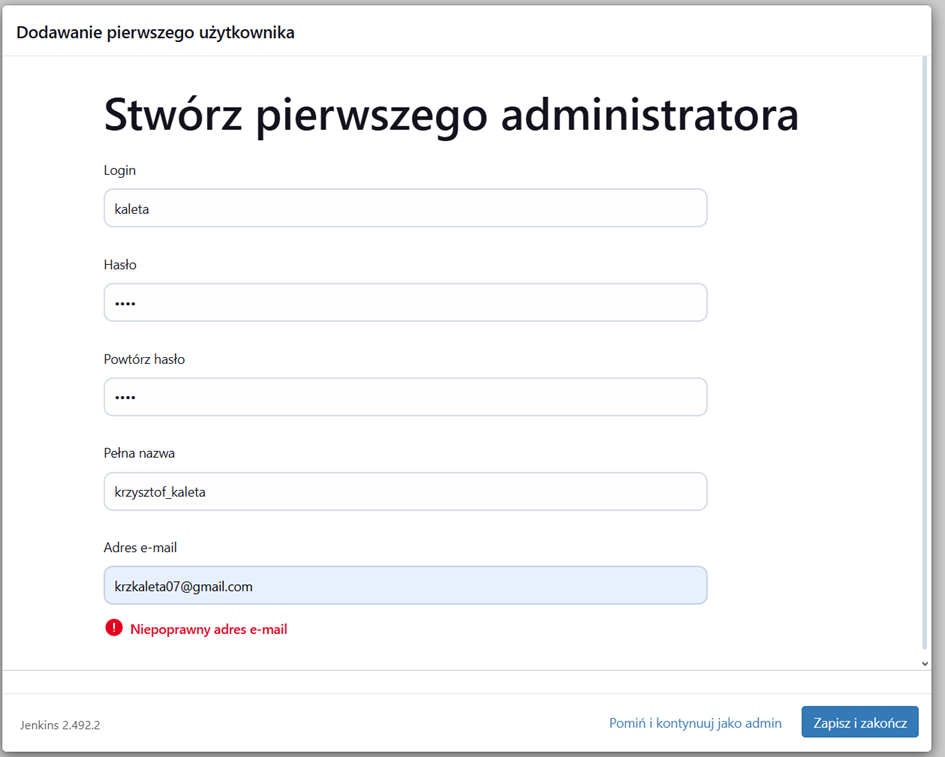 Dodawanie pierwszego użytkownika
Stwórz pierwszego administratora
Login
kaleta
Hasło
••••
Powtórz hasło
••••
Pełna nazwa
krzysztof_kaleta
Adres e-mail
krzkaleta07@gmail.com
Niepoprawny adres e-mail
Jenkins 2.492.2
Pomiń i kontynuuj jako admin
Zapisz i zakończ